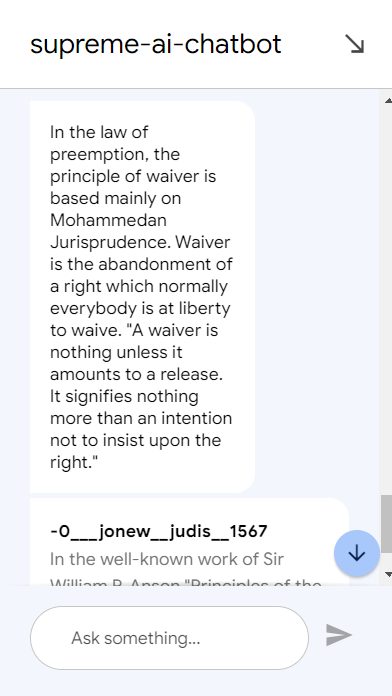 supreme-ai-chatbot
In the law of
preemption, the
principle of waiver is
based mainly on
Mohammedan
Jurisprudence. Waiver
is the abandonment of
a right which normally
everybody is at liberty
to waive. "A waiver is
nothing unless it
amounts to a release.
It signifies nothing
more than an intention
not to insist upon the
right."
-0___jonew__judis__1567
In the well-known work of Sir
William R Anson "Principles of the
Ask something...